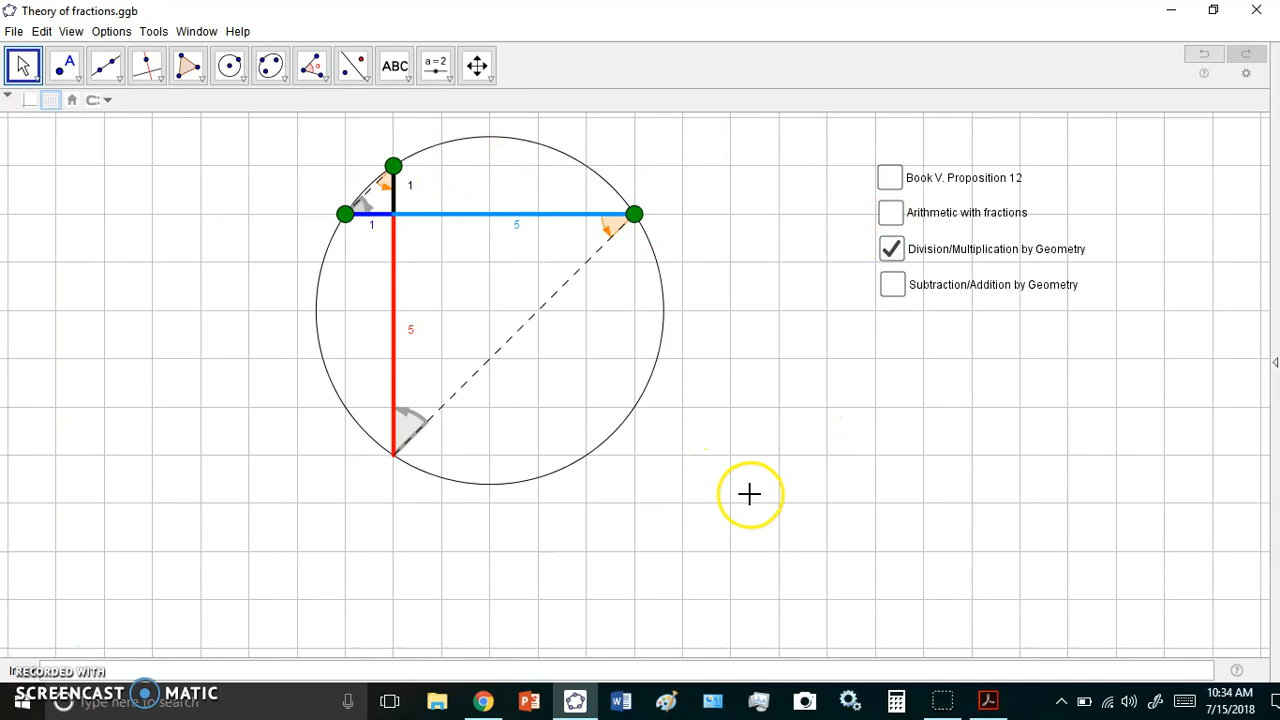 Theory of fractions.ggb
File Edit View Options Tools Window Help
A ABC a=2
1
1 5
5
Book V. Proposition 12
Arithmetic with fractions
Division/Multiplication by Geometry
Subtraction/Addition by Geometry
RECORDED WITH
SCREENCAST MATIC
Type here to search
10:34 AM
7/15/2018